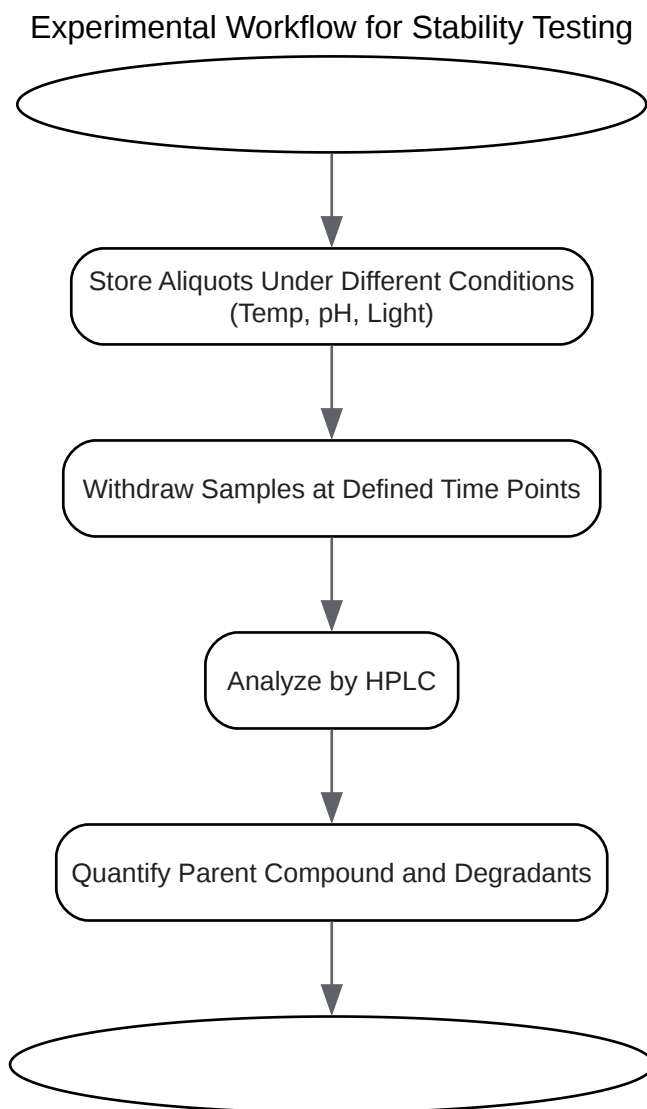 Experimental Workflow for Stability Testing
Store Aliquots Under Different Conditions
(Temp, pH, Light)
Withdraw Samples at Defined Time Points
Analyze by HPLC
Quantify Parent Compound and Degradants